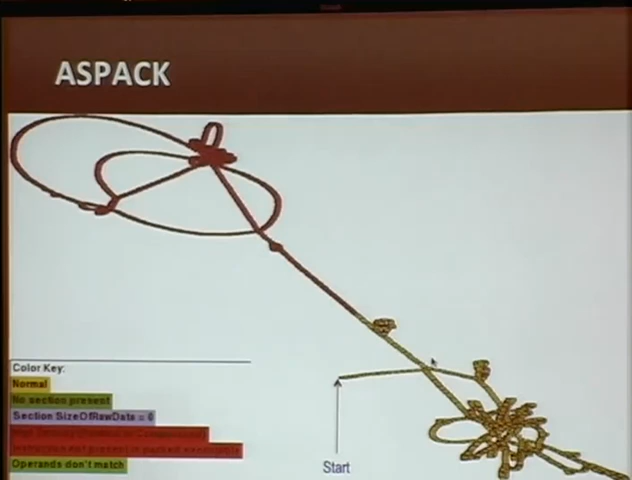 ASPACK
Color Key:
Normal
No section present
Section SizeOfRawData = 0
Operands don't match
Start